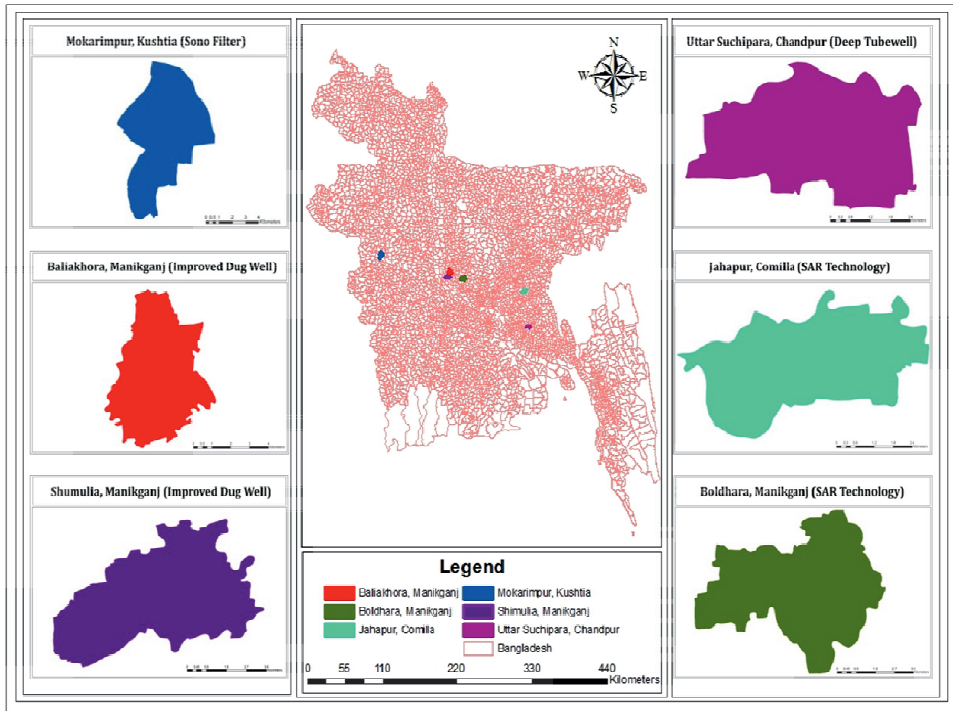 Mokarimpur, Kushtia (Sono Filter)
Kilometers
Baliakhora, Manikganj (Improved Dug Well)
Shumulia, Manikganj (Improved Dug Well)
N
W E
S
Legend
Baliakhora, Manikganj
Mokarimpur, Kushtia
Boldhara, Manikganj
Shimulia, Manikganj
Jahapur, Comilla
Uttar Suchipara, Chandpur
Bangladesh
0 55 110 220 330 440
Kilometers
Uttar Suchipara, Chandpur (Deep Tubewell)
Jahapur, Comilla (SAR Technology)
Boldhara, Manikganj (SAR Technology)